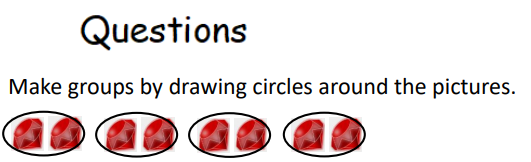 Questions
Make groups by drawing circles around the pictures.